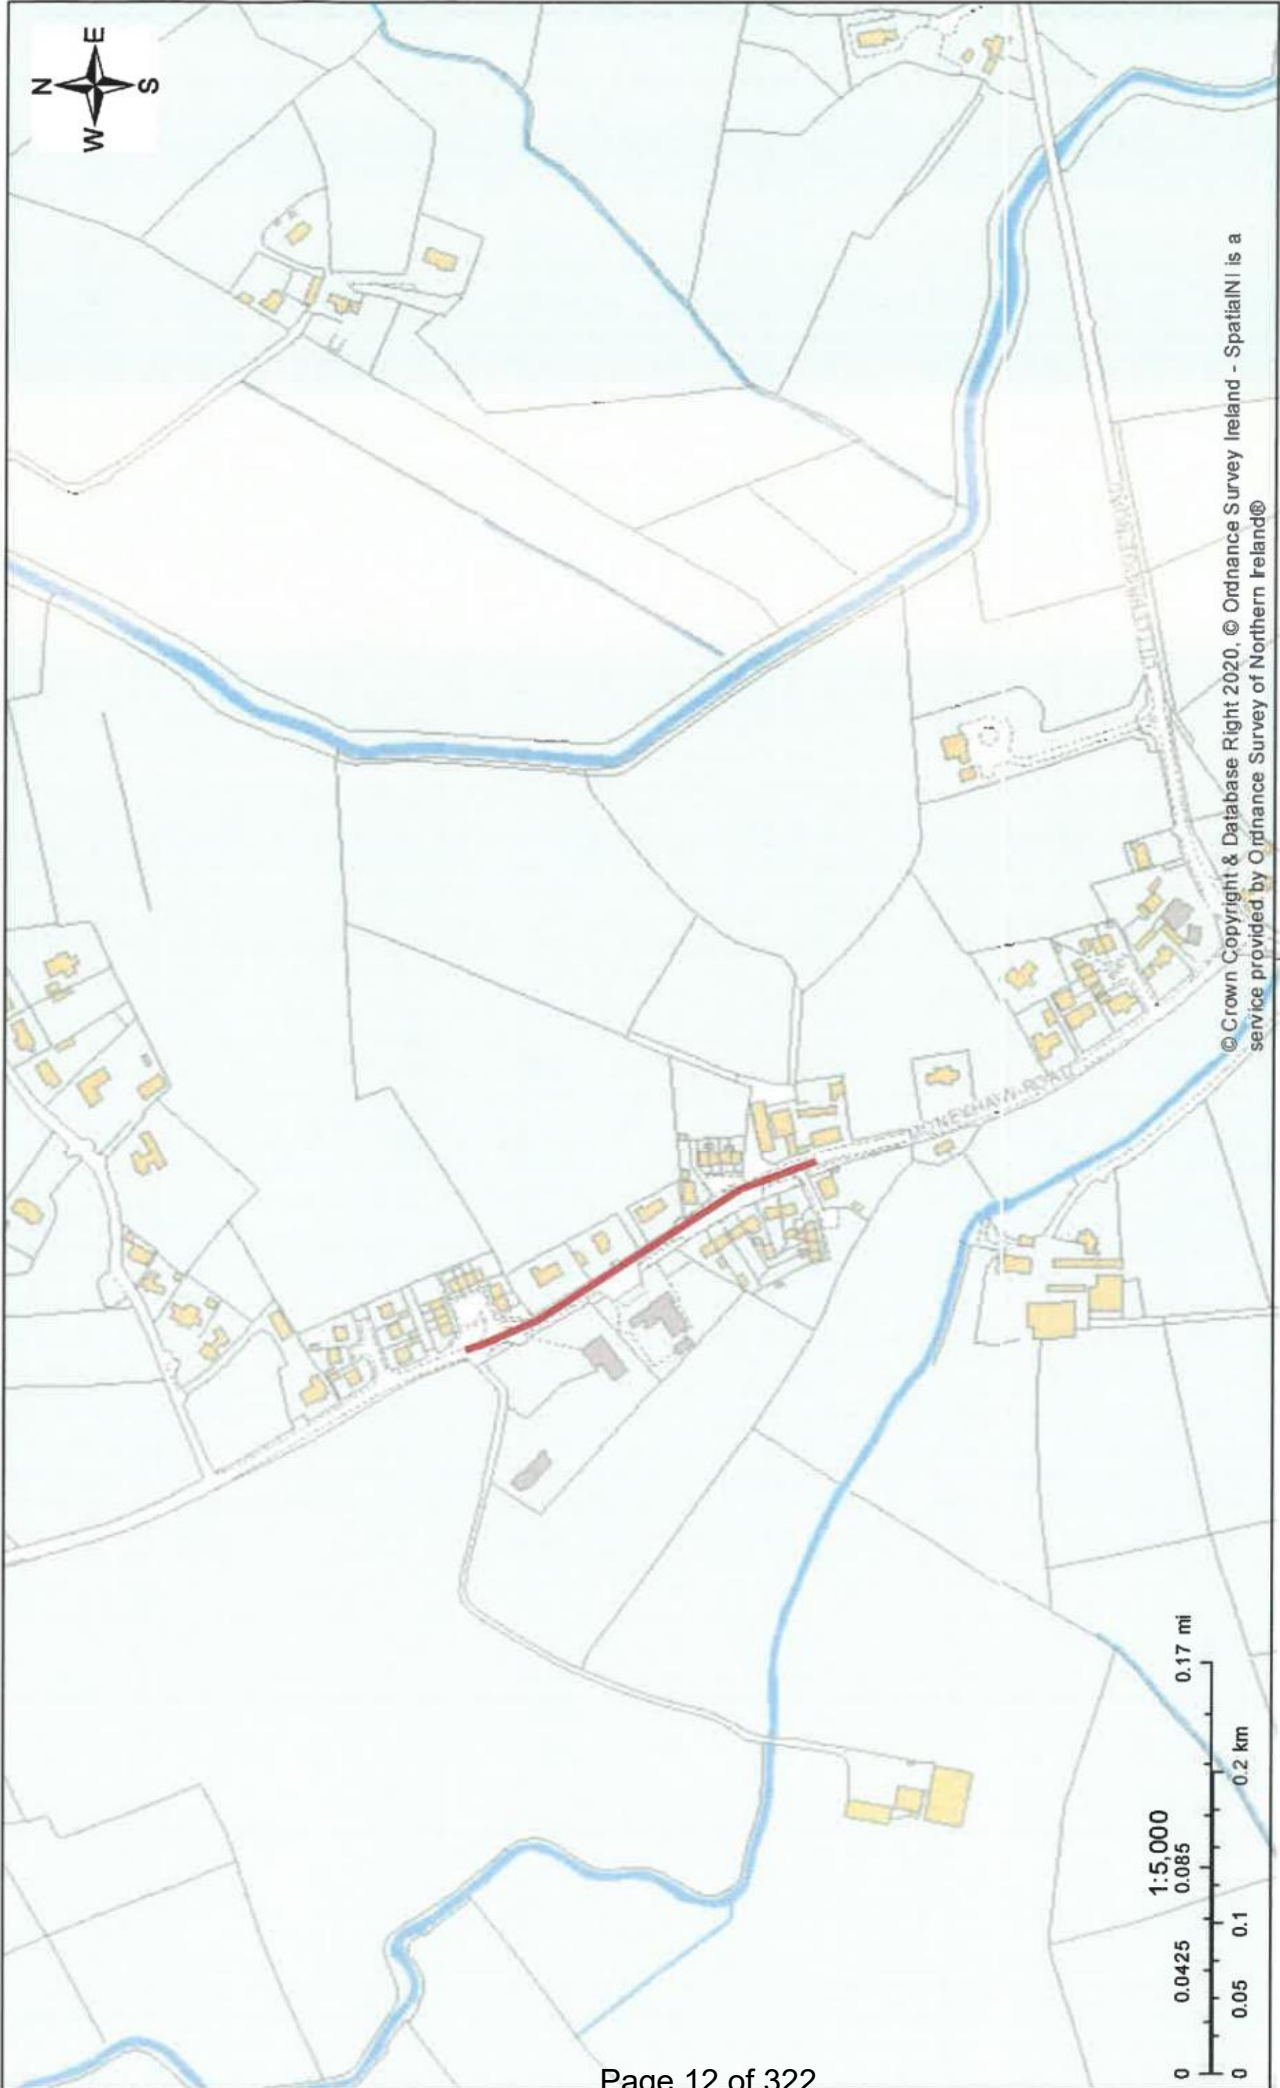 N
W E
S
© Crown Copyright & Database Right 2020, © Ordnance Survey Ireland - SpatialNI is a
service provided by Ordnance Survey of Northern Ireland®
1:5,000
0 0.0425 0.085 0.17 mi
0 0.05 0.1 0.2 km
Page 12 of 322